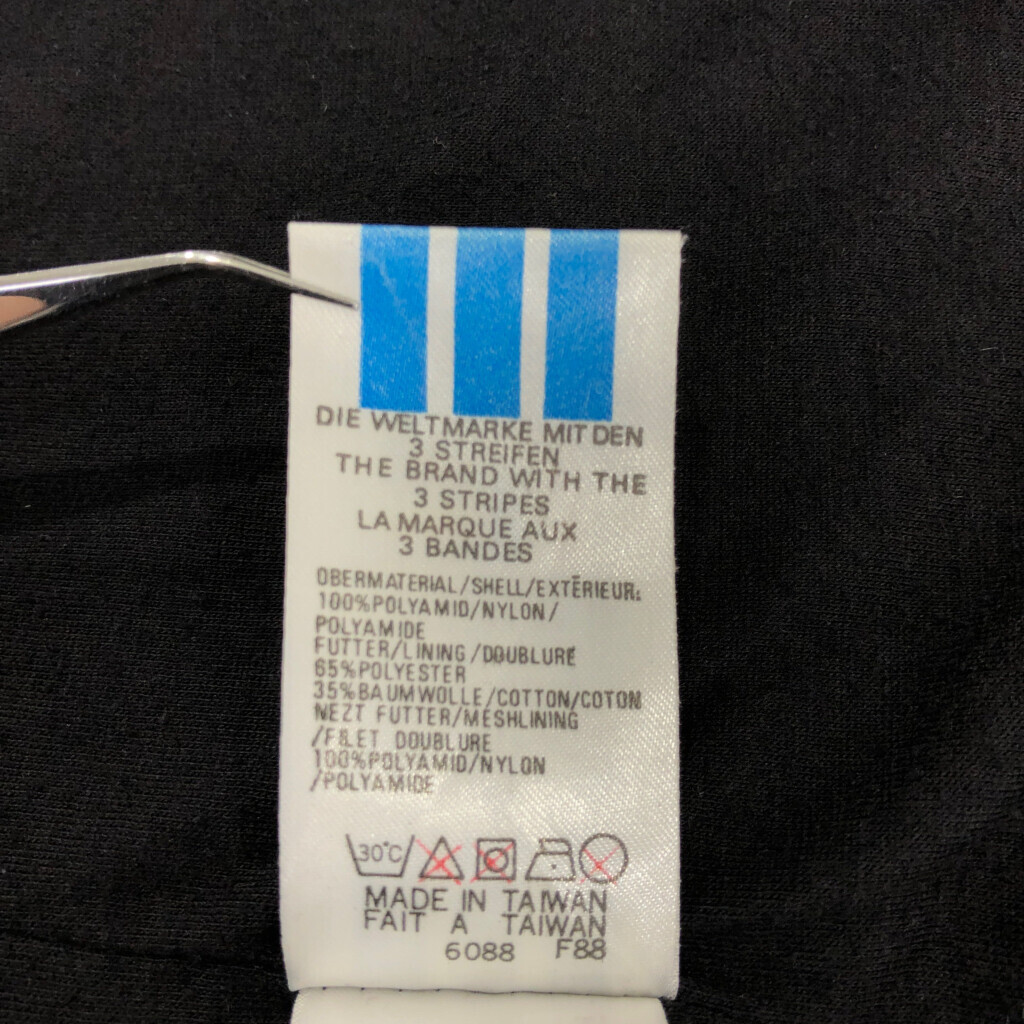 DIE WELTMARKE MIT DEN
3 STREIFEN
THE BRAND WITH THE
3 STRIPES
LA MARQUE AUX
3 BANDES
OBERMATERIAL/SHELL/EXTĒRIEUR:
100%POLYAMID/NYLON/
POLYAMIDE
FUTTER/LINING/DOUBLURE
65%POLYESTER
35%BAUMWOLLE/COTTON/COTON
NEZT FUTTER/MESHLINING
/FILET DOUBLURE
100%POLYAMID/NYLON
/POLYAMIDE
30°C
MADE IN TAIWAN
FAIT A TAIWAN
6088 F88